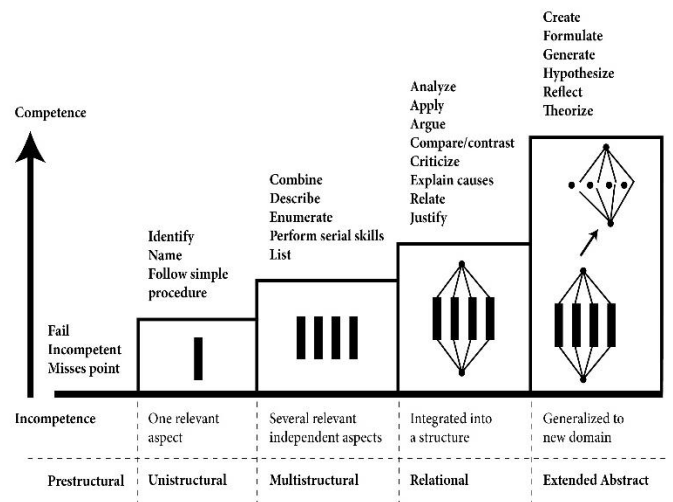 Create
Formulate
Generate
Hypothesize
Reflect
Theorize
Analyze
Apply
Argue
Compare/contrast
Criticize
Explain causes
Relate
Justify
Competence
Combine
Describe
Enumerate
Perform serial skills
List
Identify
Name
Follow simple
procedure
Fail
Incompetent
Misses point
Incompetence
One relevant
aspect
Several relevant
independent aspects
Integrated into
a structure
Generalized to
new domain
Prestructural
Unistructural
Multistructural
Relational
Extended Abstract